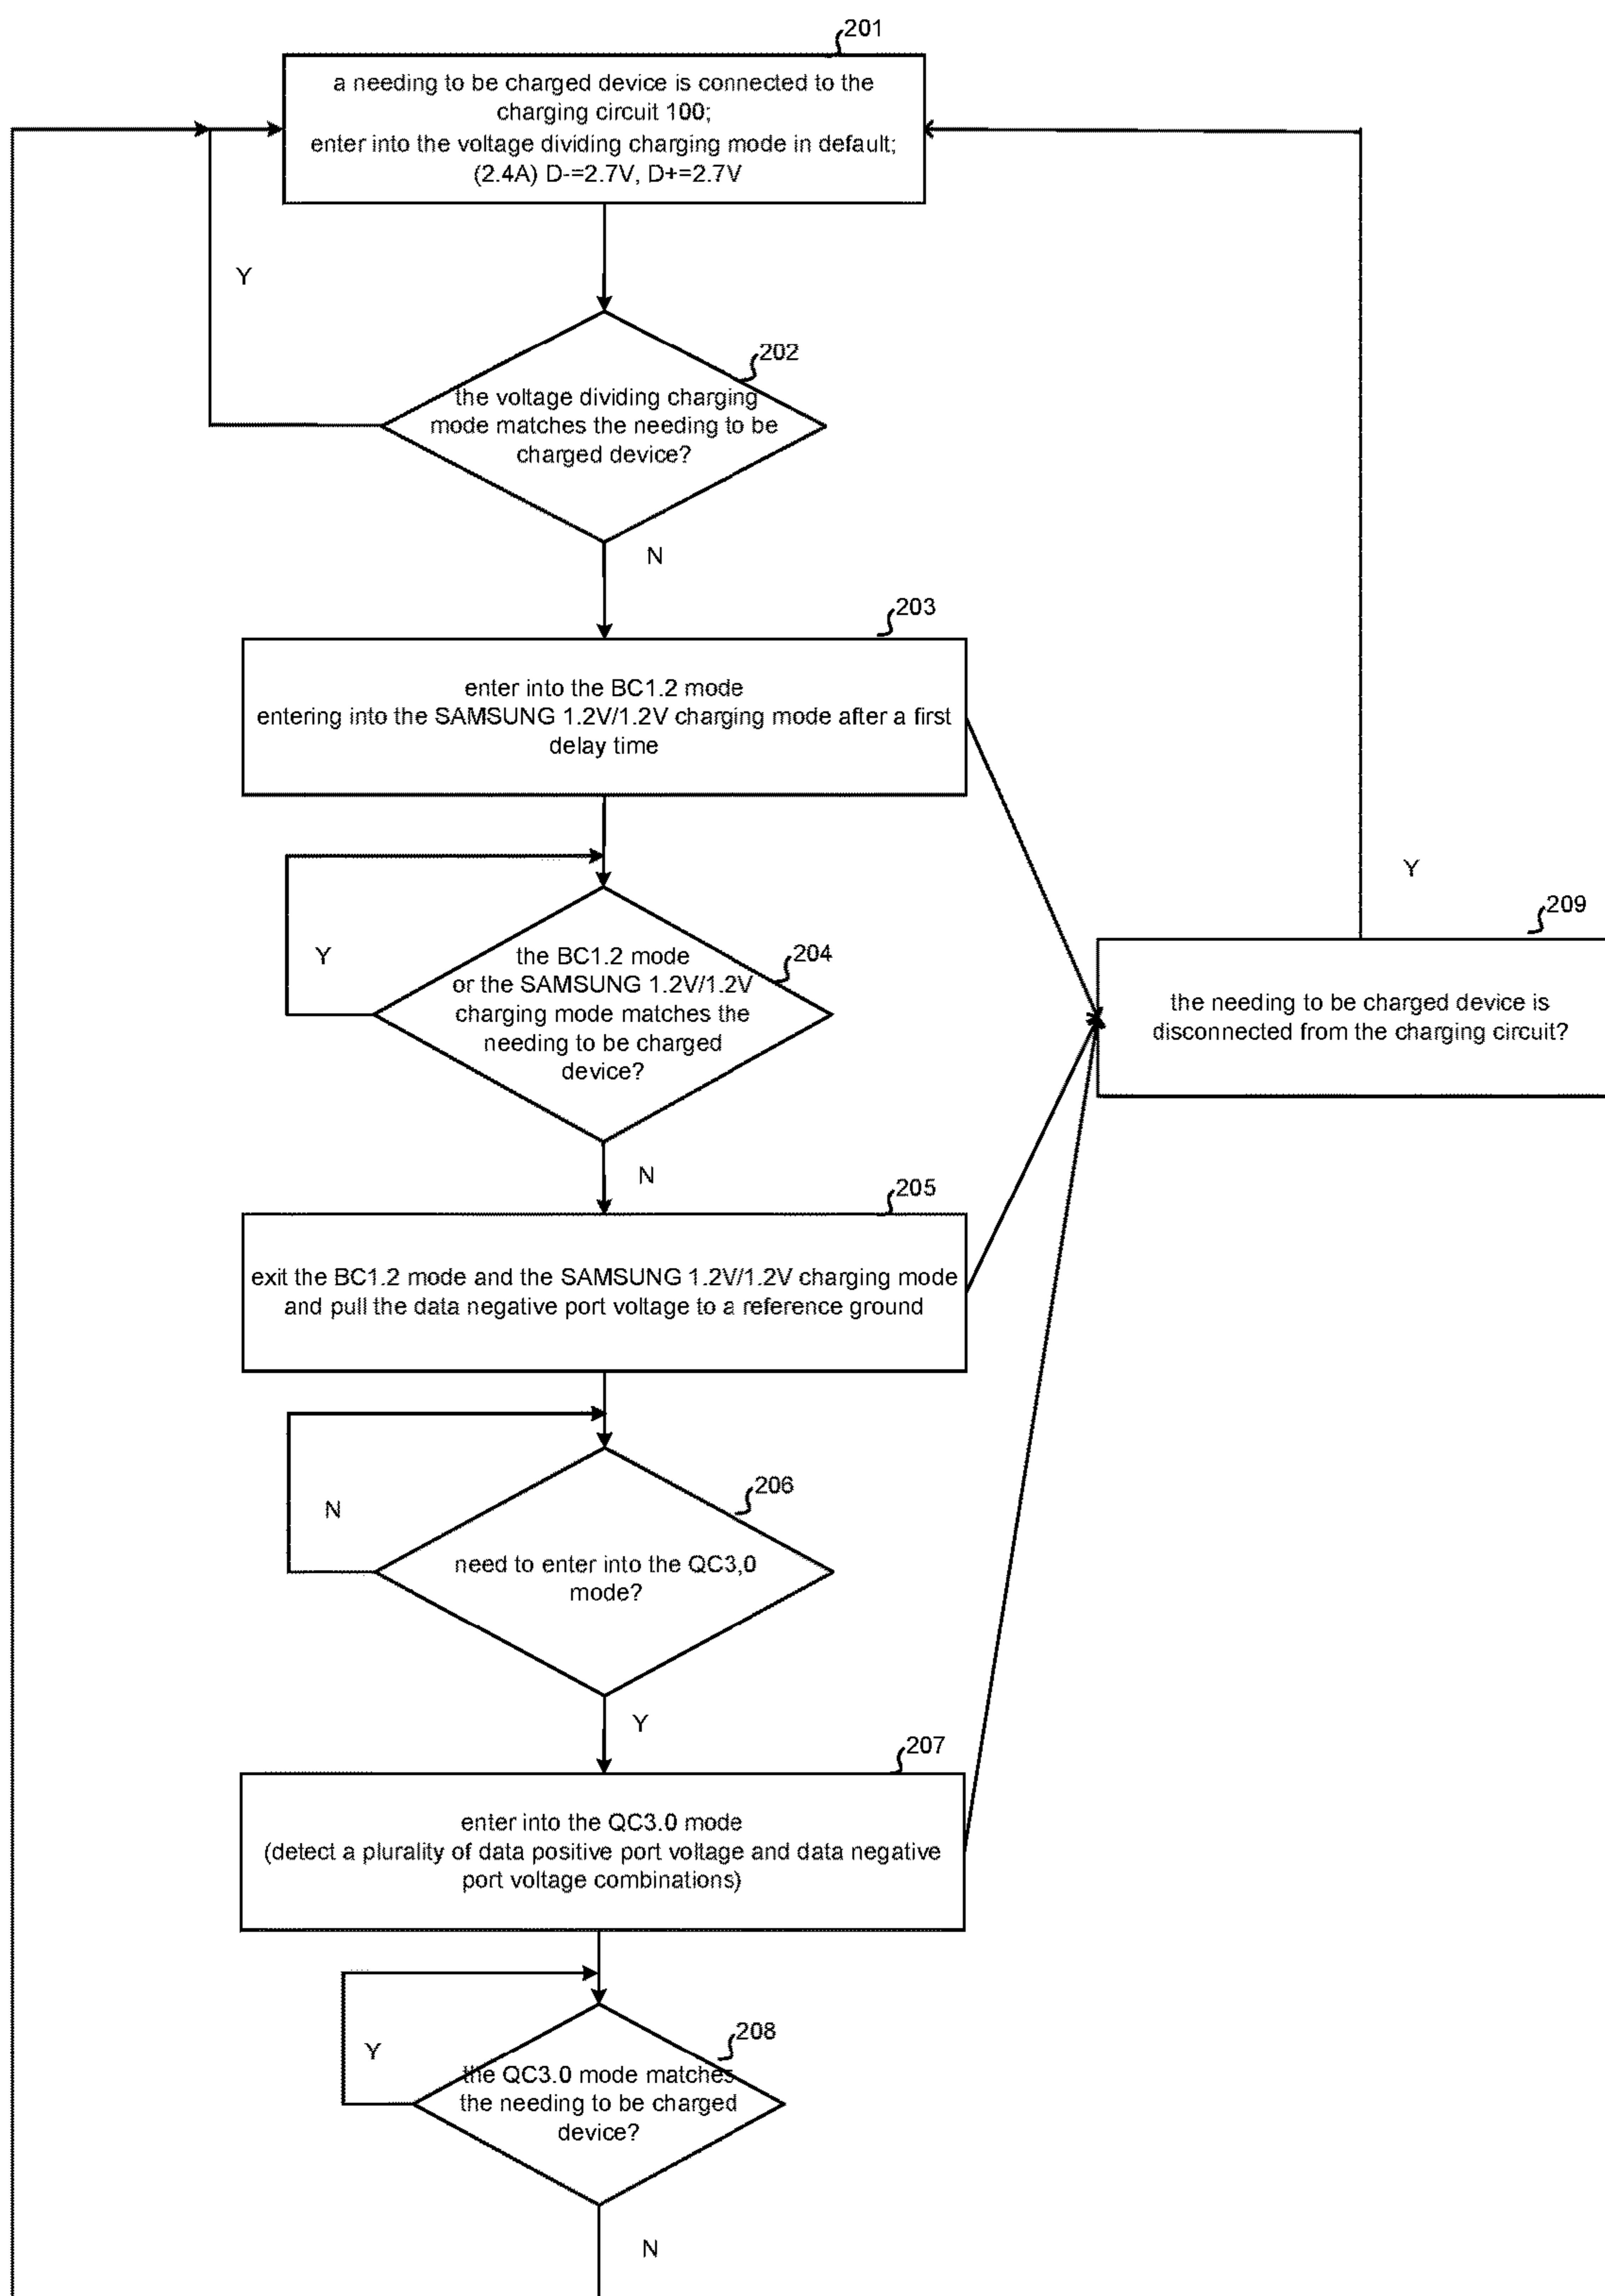 201
a needing to be charged device is connected to the
charging circuit 100;
enter into the voltage dividing charging mode in default;
(2.4A) D-=2.7V, D+=2.7V
Y
202
the voltage dividing charging
mode matches the needing to be
charged device?
N
203
enter into the BC1.2 mode
entering into the SAMSUNG 1.2V/1.2V charging mode after a first
delay time
Y
209
the needing to be charged device is
disconnected from the charging circuit?
Y
204
the BC1.2 mode
or the SAMSUNG 1.2V/1.2V
charging mode matches the
needing to be charged
device?
N
205
exit the BC1.2 mode and the SAMSUNG 1.2V/1.2V charging mode
and pull the data negative port voltage to a reference ground
206
N
need to enter into the QC3,0
mode?
Y
207
enter into the QC3.0 mode
(detect a plurality of data positive port voltage and data negative
port voltage combinations)
208
Y
the QC3.0 mode matches
the needing to be charged
device?
N